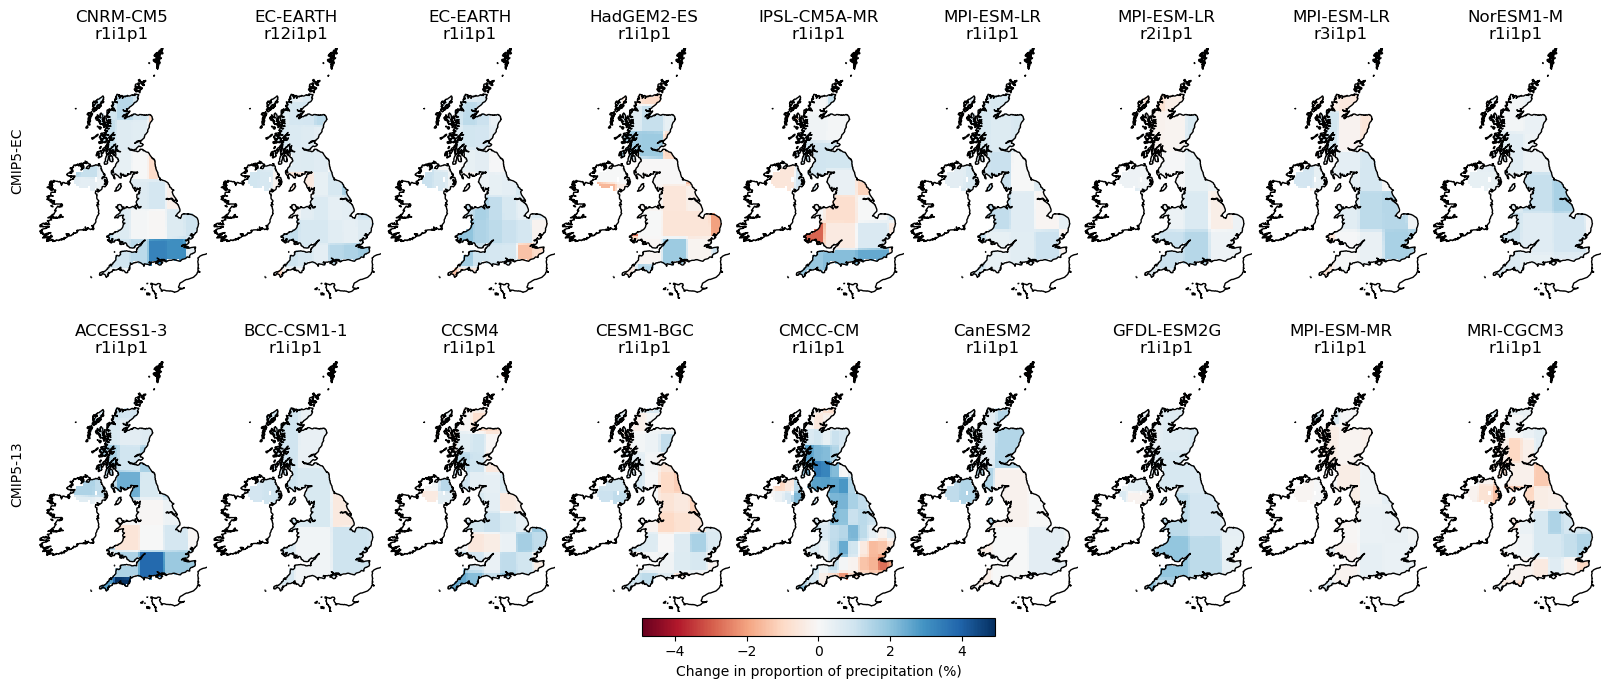 CNRM-CM5 EC-EARTH EC-EARTH HadGEM2-ES IPSL-CM5A-MR MPI-ESM-LR MPI-ESM-LR MPI-ESM-LR NorESM1-M
r1i1p1 r12i1p1 r1i1p1 r1i1p1 r1i1p1 r1i1p1 r2i1p1 r3i1p1 r1i1p1
CMIP5-EC
ACCESS1-3 BCC-CSM1-1 CCSM4 CESM1-BGC CMCC-CM CanESM2 GFDL-ESM2G MPI-ESM-MR MRI-CGCM3
r1i1p1 r1i1p1 r1i1p1 r1i1p1 r1i1p1 r1i1p1 r1i1p1 r1i1p1 r1i1p1
CMIP5-13
−4 −2 0 2 4
Change in proportion of precipitation (%)